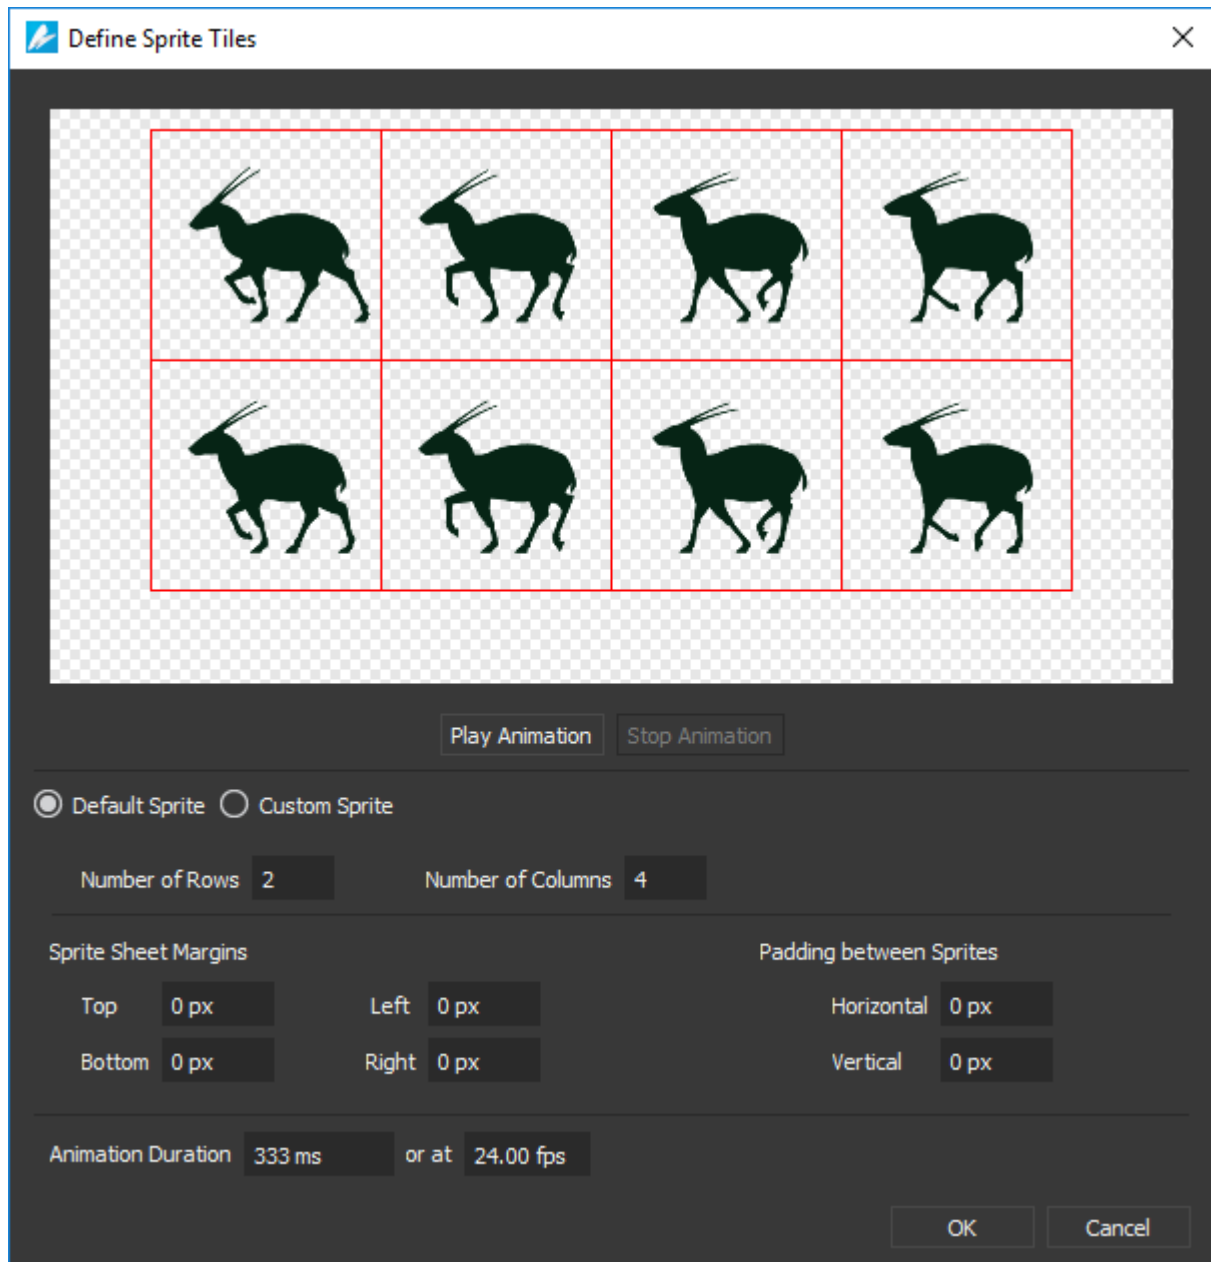 Define Sprite Tiles
Play Animation Stop Animation
Default Sprite Custom Sprite
Number of Rows 2 Number of Columns 4
Sprite Sheet Margins Padding between Sprites
Top 0 px Left 0 px Horizontal 0 px
Bottom 0 px Right 0 px Vertical 0 px
Animation Duration 333 ms or at 24.00 fps
OK Cancel